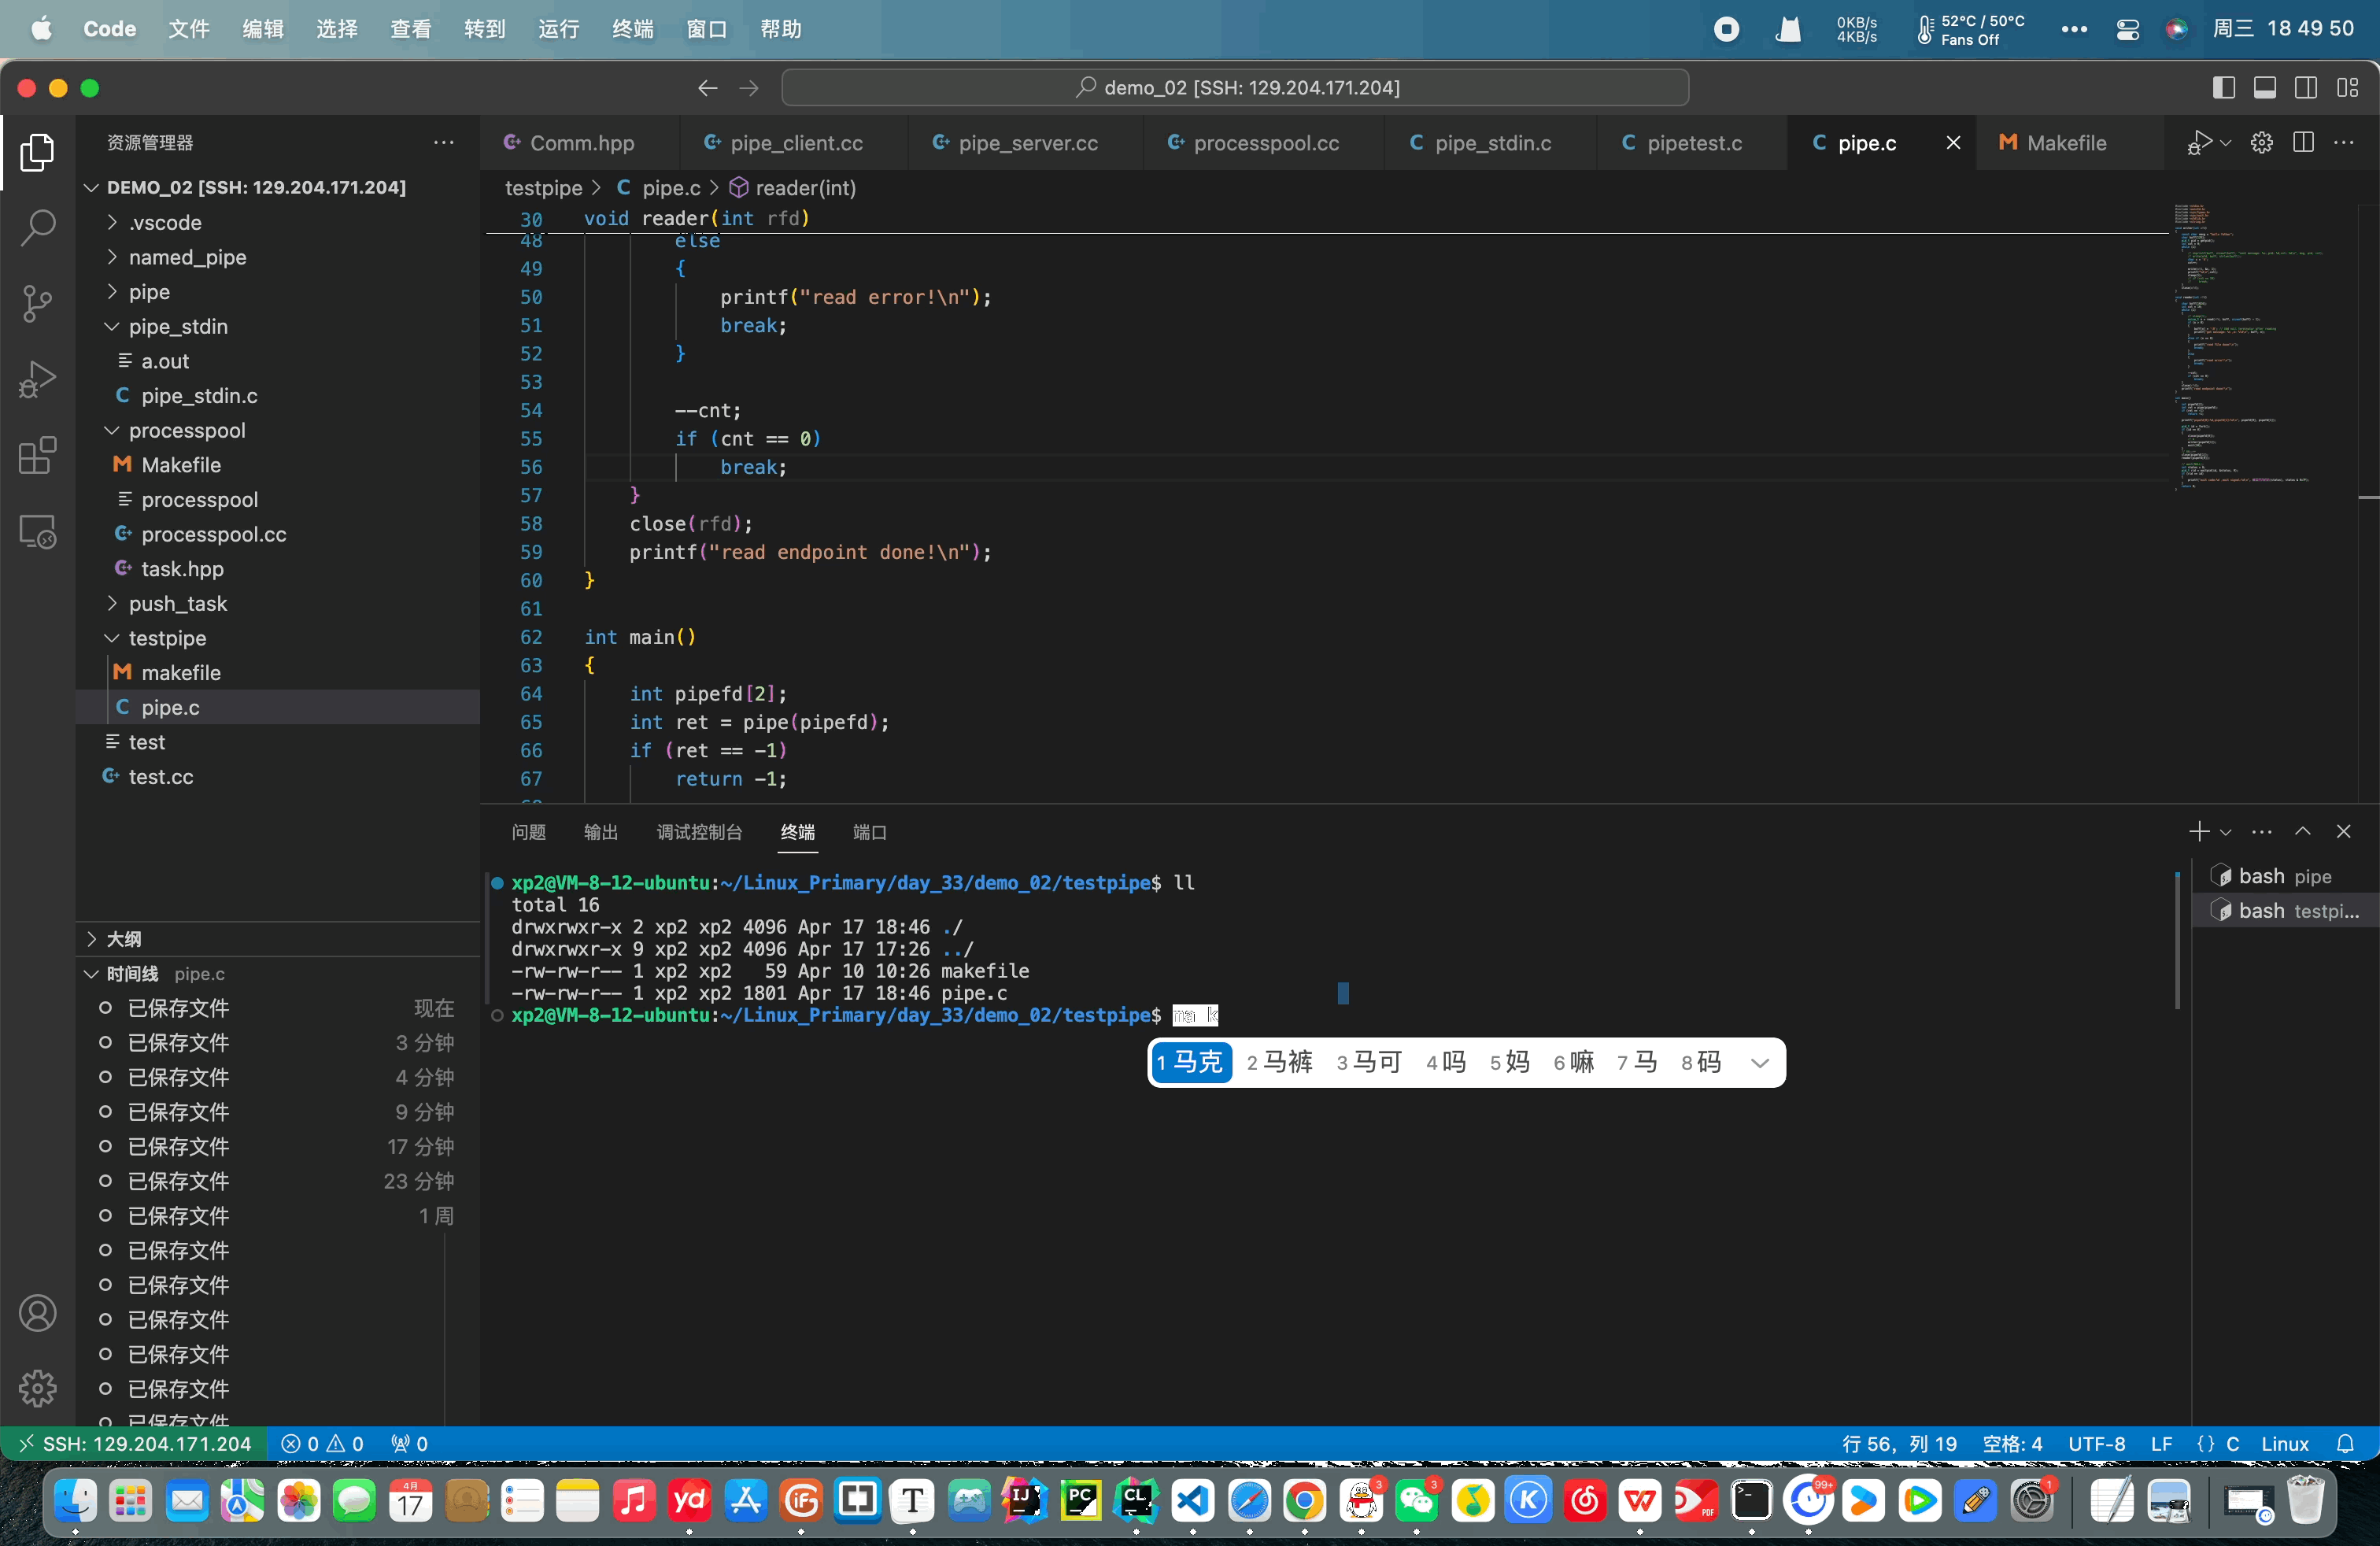 Code 文件 编辑 选择 查看 转到 运行 终端 窗口 帮助
0KB/s
4KB/s
52°C / 50°C
Fans Off
周三 18 49 50
demo_02 [SSH: 129.204.171.204]
资源管理器
Comm.hpp pipe_client.cc pipe_server.cc processpool.cc pipe_stdin.c pipetest.c pipe.c Makefile
testpipe > C pipe.c > reader(int)
DEMO_02 [SSH: 129.204.171.204]
.vscode
named_pipe
pipe
pipe_stdin
a.out
pipe_stdin.c
processpool
Makefile
processpool
processpool.cc
task.hpp
push_task
testpipe
makefile
pipe.c
test
test.cc
大纲
时间线 pipe.c
已保存文件 现在
已保存文件 3 分钟
已保存文件 4 分钟
已保存文件 9 分钟
已保存文件 17 分钟
已保存文件 23 分钟
已保存文件 1 周
已保存文件
已保存文件
已保存文件
已保存文件
已保存文件
已保存文件
30 void reader(int rfd)
48 else
49 {
50 printf("read error!\n");
51 break;
52 }
53
54 --cnt;
55 if (cnt == 0)
56 break;
57 }
58 close(rfd);
59 printf("read endpoint done!\n");
60 }
61
62 int main()
63 {
64 int pipefd[2];
65 int ret = pipe(pipefd);
66 if (ret == -1)
67 return -1;
问题 输出 调试控制台 终端 端口
xp2@VM-8-12-ubuntu:~/Linux_Primary/day_33/demo_02/testpipe$ ll
total 16
drwxrwxr-x 2 xp2 xp2 4096 Apr 17 18:46 ./
drwxrwxr-x 9 xp2 xp2 4096 Apr 17 17:26 ../
-rw-rw-r-- 1 xp2 xp2   59 Apr 10 10:26 makefile
-rw-rw-r-- 1 xp2 xp2 1801 Apr 17 18:46 pipe.c
xp2@VM-8-12-ubuntu:~/Linux_Primary/day_33/demo_02/testpipe$ ma k
1 马克 2 马裤 3 马可 4 吗 5 妈 6 嘛 7 马 8 码
bash pipe
bash testpi...
SSH: 129.204.171.204 0 0 0
行 56，列 19 空格: 4 UTF-8 LF {} C Linux
4月
17
yd
T
IJ
PC
CL
3
3
K
PDF
99+
1